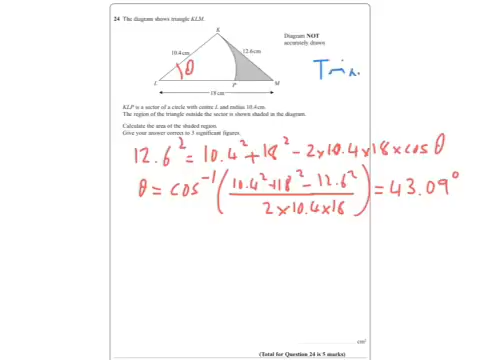 24 The diagram shows triangle KLM.
K
Diagram NOT
accurately drawn
10.4 cm
12.6 cm
θ
L
P
M
18 cm
KLP is a sector of a circle with centre L and radius 10.4 cm.
The region of the triangle outside the sector is shown shaded in the diagram.
Calculate the area of the shaded region.
Give your answer correct to 3 significant figures.
12.6² = 10.4² + 18² − 2 × 10.4 × 18 × cos θ
θ = cos⁻¹ ( (10.4² + 18² − 12.6²) / (2 × 10.4 × 18) ) = 43.09°
cm²
(Total for Question 24 is 5 marks)